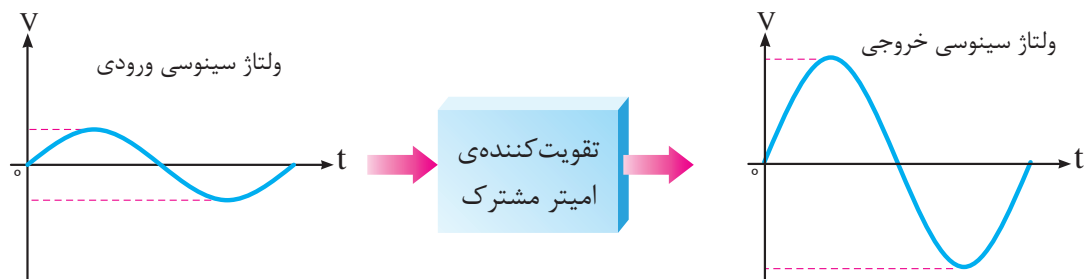 V
ولتاژ سینوسی ورودی
t
o
تقویت‌کننده‌ی
امیتر مشترک
V
ولتاژ سینوسی خروجی
t
o